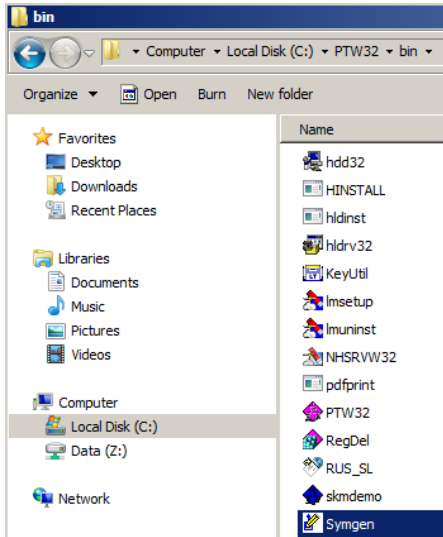 bin
Computer Local Disk (C:) PTW32 bin
Organize Open Burn New folder
Favorites
Desktop
Downloads
Recent Places
Libraries
Documents
Music
Pictures
Videos
Computer
Local Disk (C:)
Data (Z:)
Network
Name
hdd32
HINSTALL
hldinst
hldrv32
KeyUtil
lmsetup
lmuninst
NHSRVW32
pdfprint
PTW32
RegDel
RUS_SL
skmdemo
Symgen